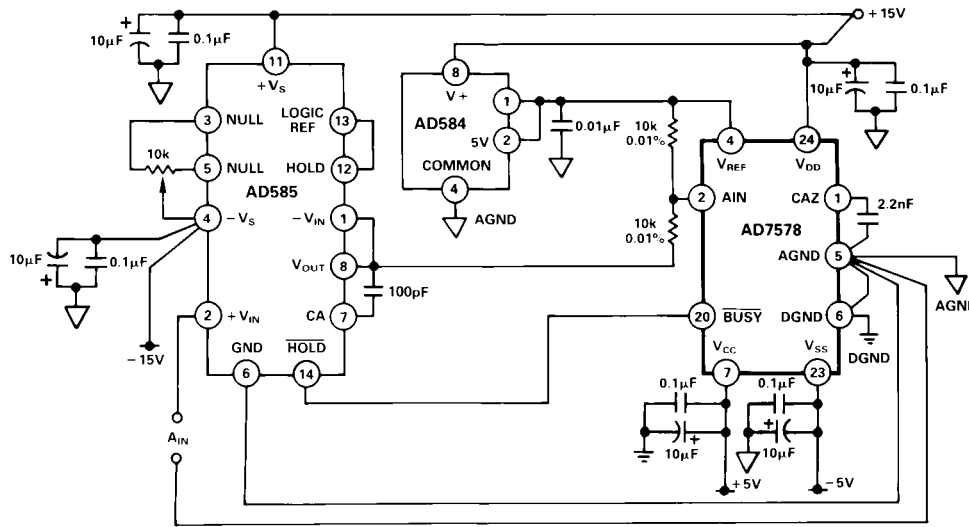 +15V
+
10µF
0.1µF
11
+VS
3
NULL
LOGIC
REF
13
10k
5
NULL
HOLD
12
AD585
4
−VS
−VIN
1
10µF
+
0.1µF
VOUT
8
100pF
2
+VIN
CA
7
−15V
GND
HOLD
6
14
AIN
8
V+
1
AD584
5V
2
COMMON
4
AGND
0.01µF
10k
0.01%
10k
0.01%
4
VREF
24
VDD
+
10µF
0.1µF
2
AIN
CAZ
1
2.2nF
AD7578
AGND
5
AGND
20
BUSY
DGND
6
DGND
VCC
VSS
7
23
0.1µF
+
10µF
0.1µF
+
10µF
+5V
−5V